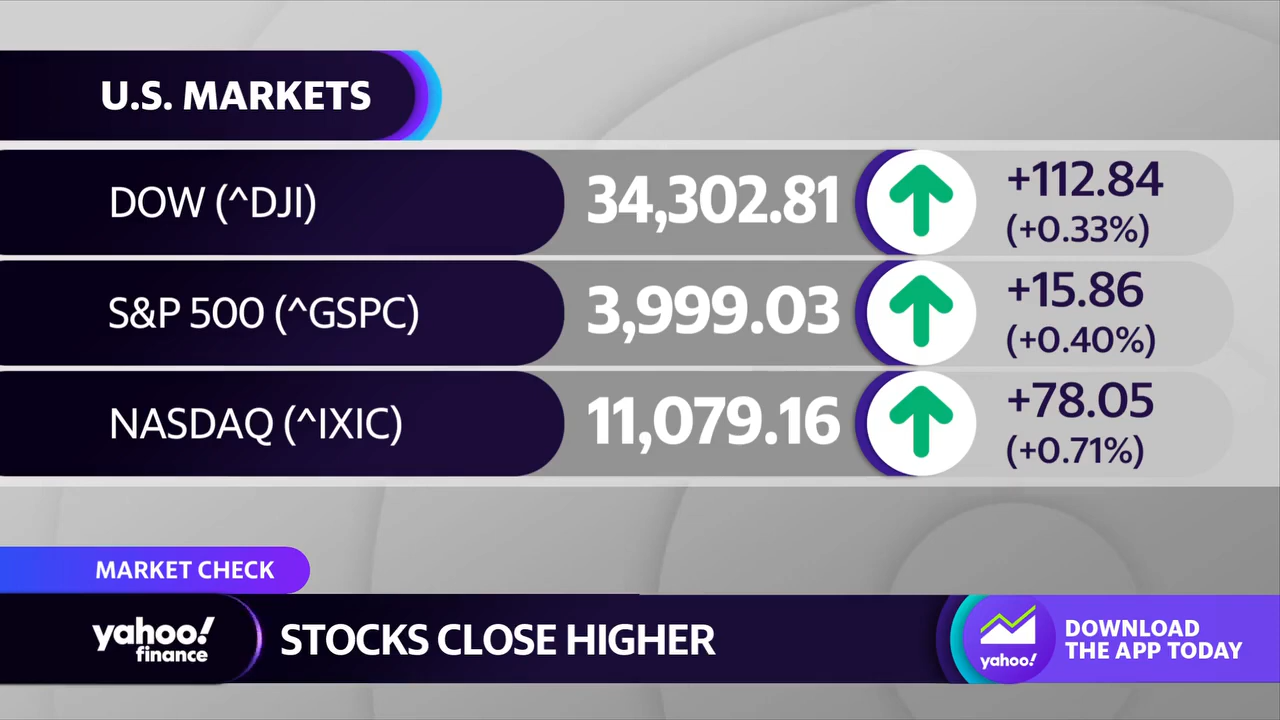 U.S. MARKETS
DOW (^DJI) 34,302.81 +112.84
(+0.33%)
S&P 500 (^GSPC) 3,999.03 +15.86
(+0.40%)
NASDAQ (^IXIC) 11,079.16 +78.05
(+0.71%)
MARKET CHECK
yahoo!
finance
STOCKS CLOSE HIGHER
yahoo!
DOWNLOAD
THE APP TODAY